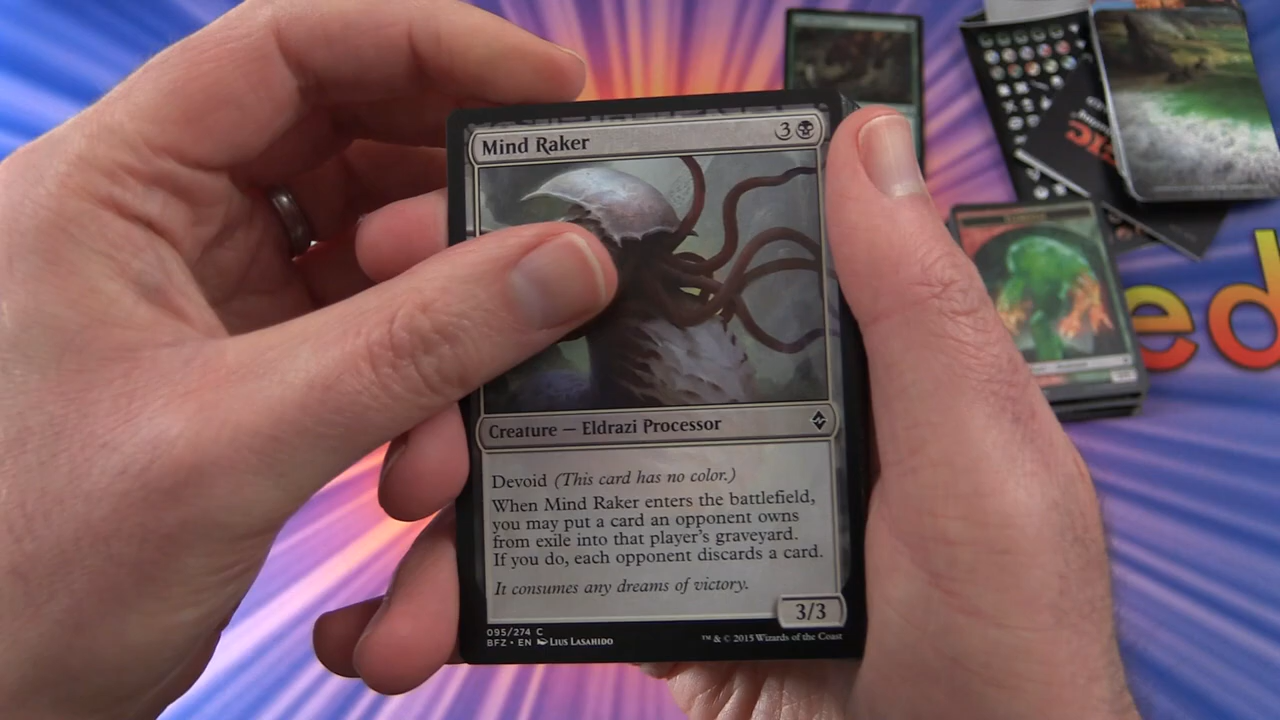 Mind Raker
3
Creature — Eldrazi Processor
Devoid (This card has no color.)
When Mind Raker enters the battlefield,
you may put a card an opponent owns
from exile into that player's graveyard.
If you do, each opponent discards a card.
It consumes any dreams of victory.
3/3
095/274 C
BFZ • EN Lius Lasahido
™ & © 2015 Wizards of the Coast
ed